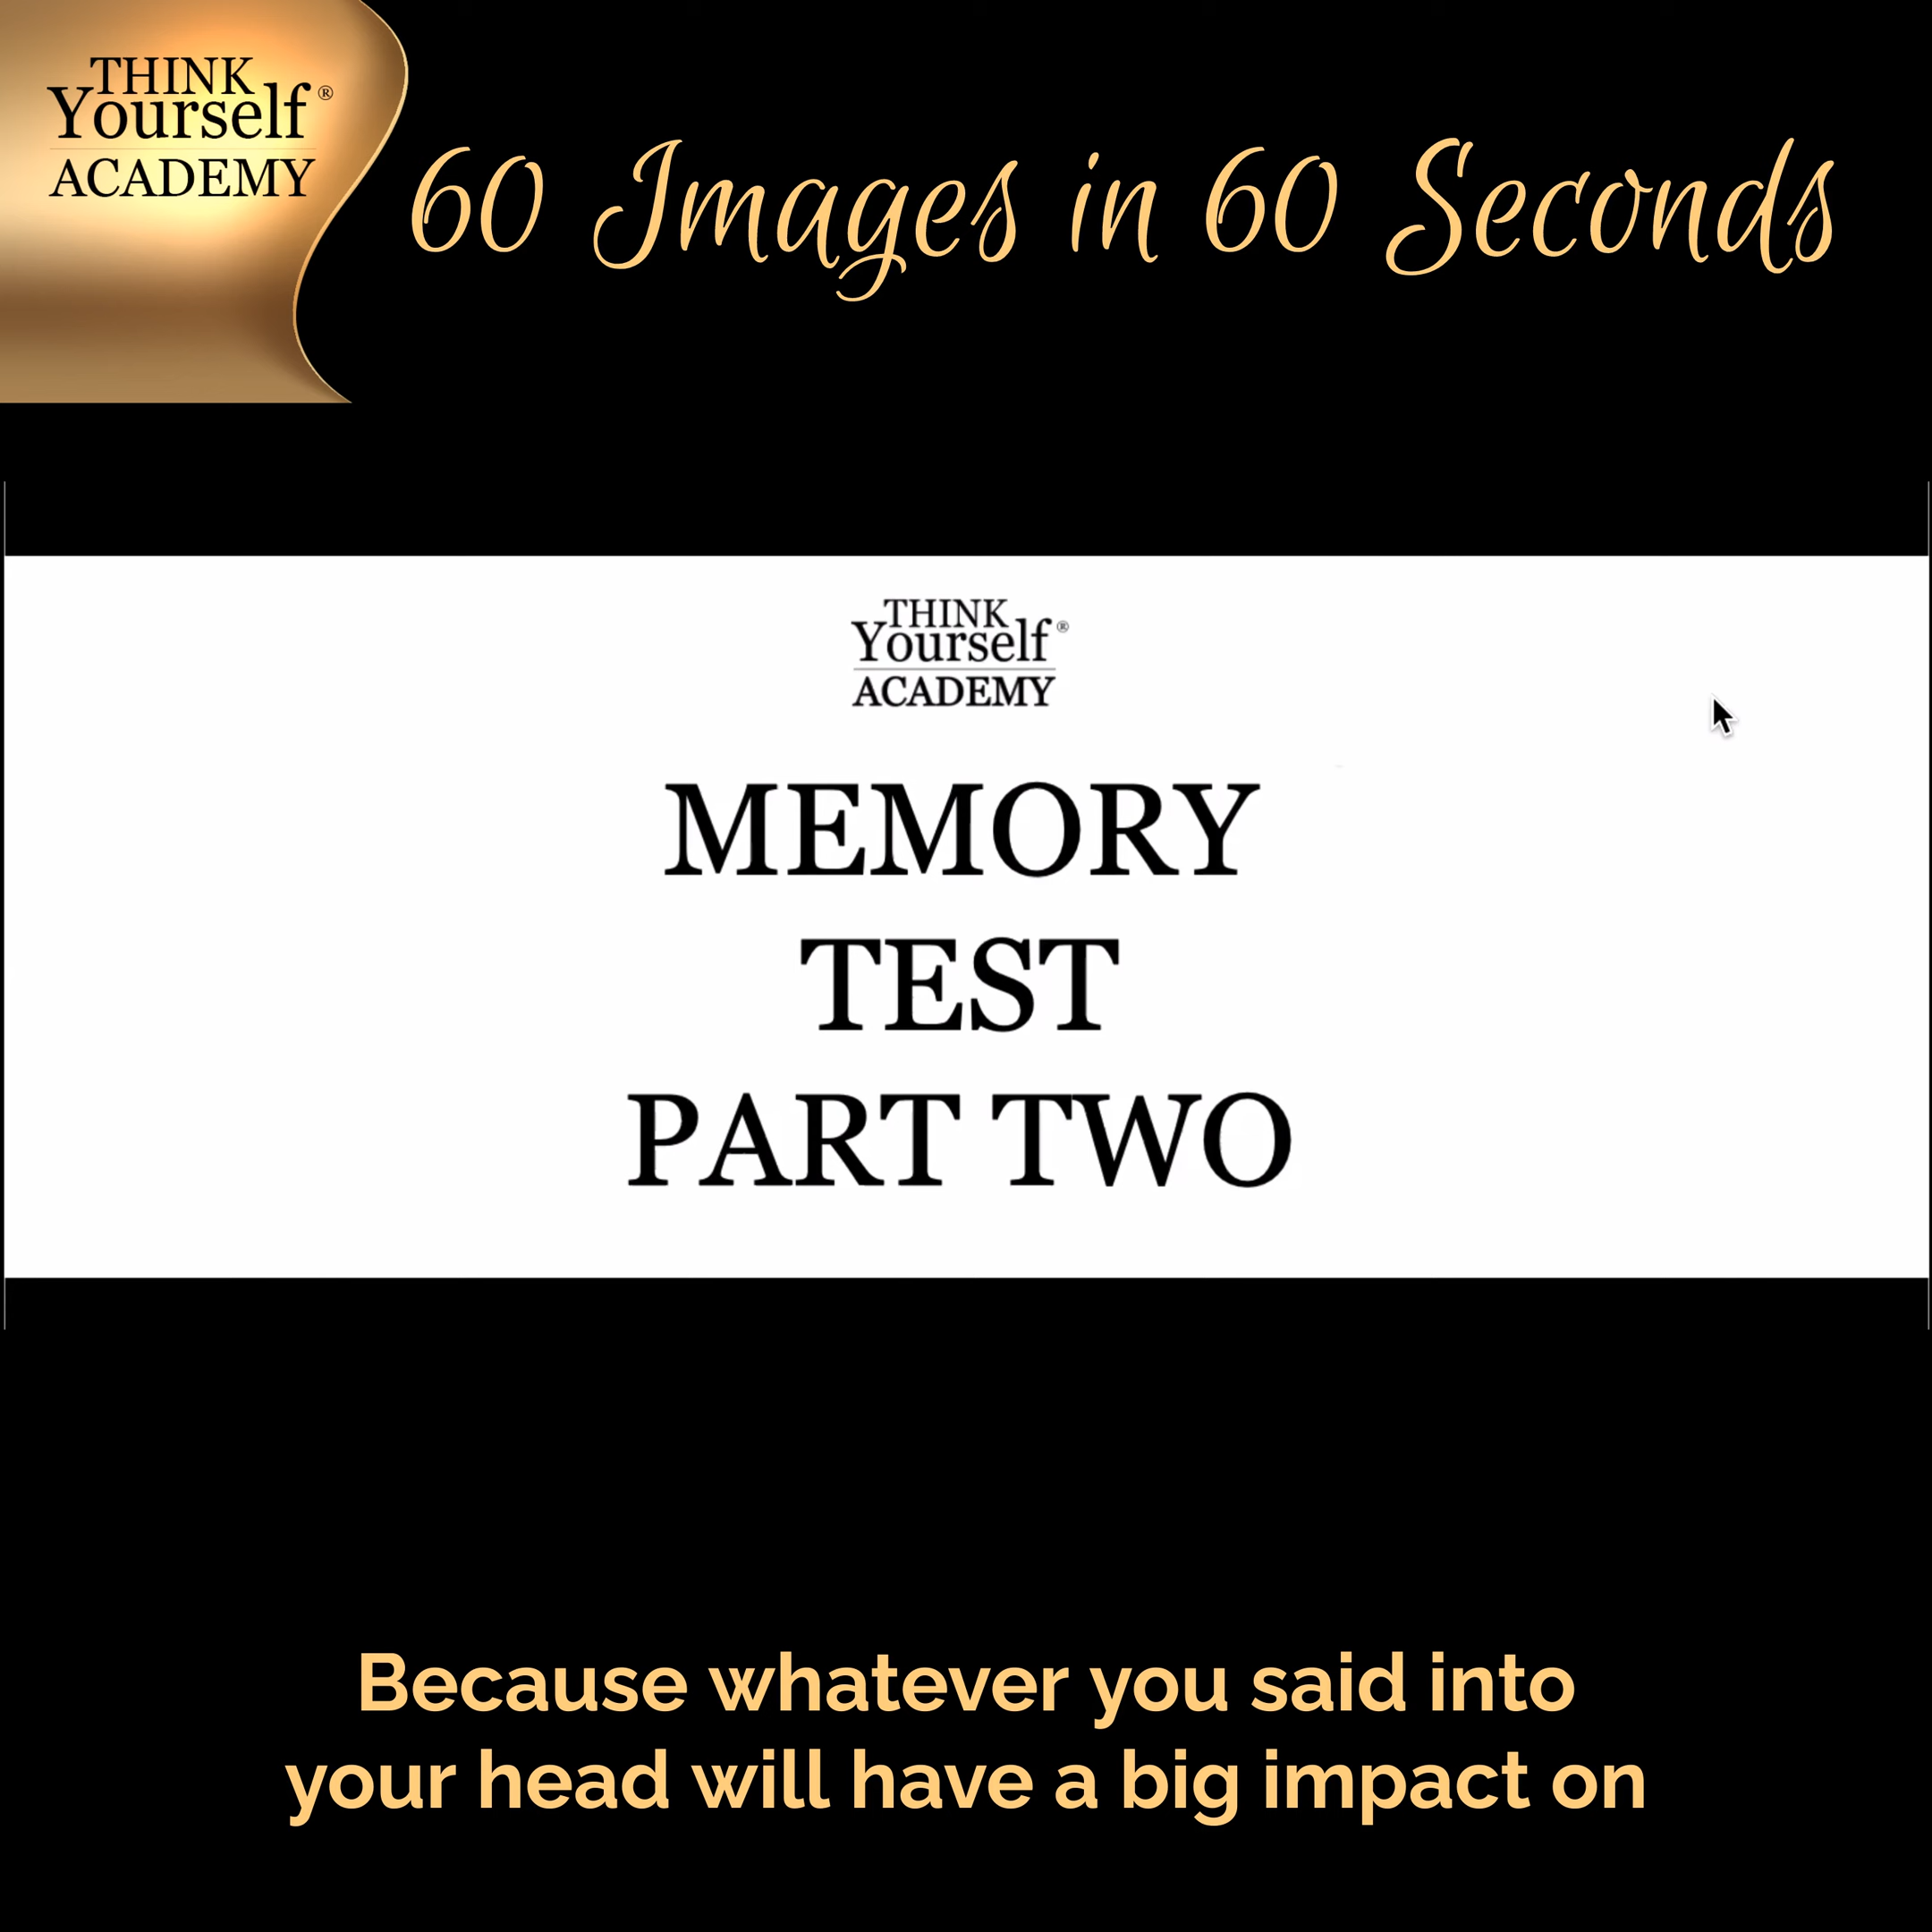 THINK
Yourself®
ACADEMY
60 Images in 60 Seconds
THINK
Yourself®
ACADEMY
MEMORY
TEST
PART TWO
Because whatever you said into
your head will have a big impact on